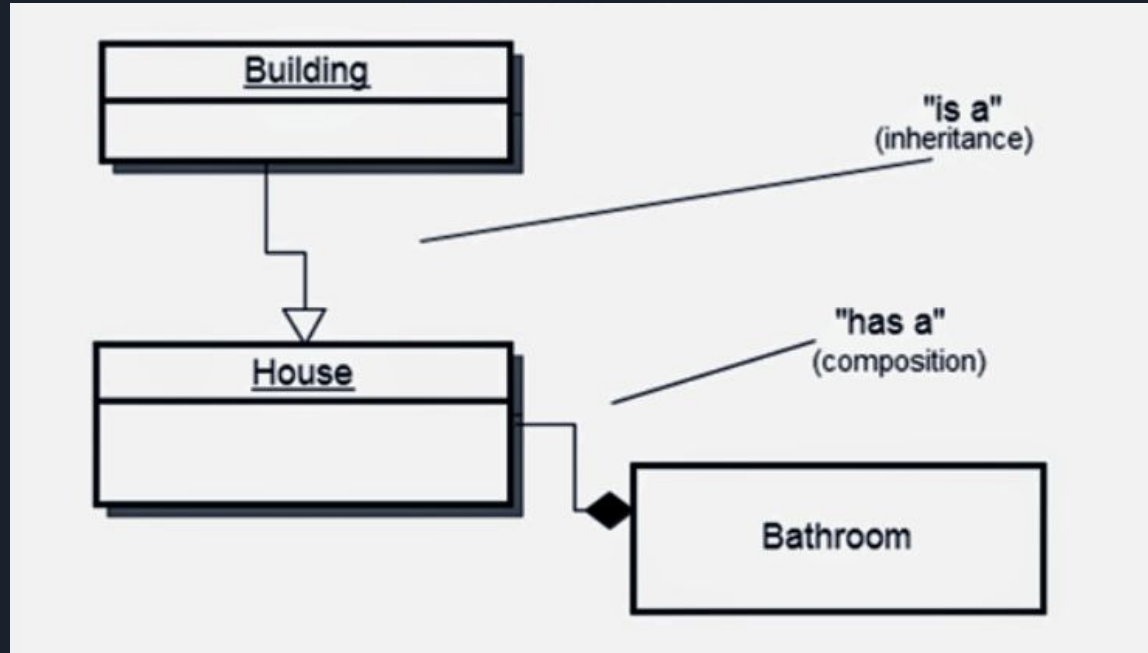 Building
"is a"
(inheritance)
"has a"
(composition)
House
Bathroom